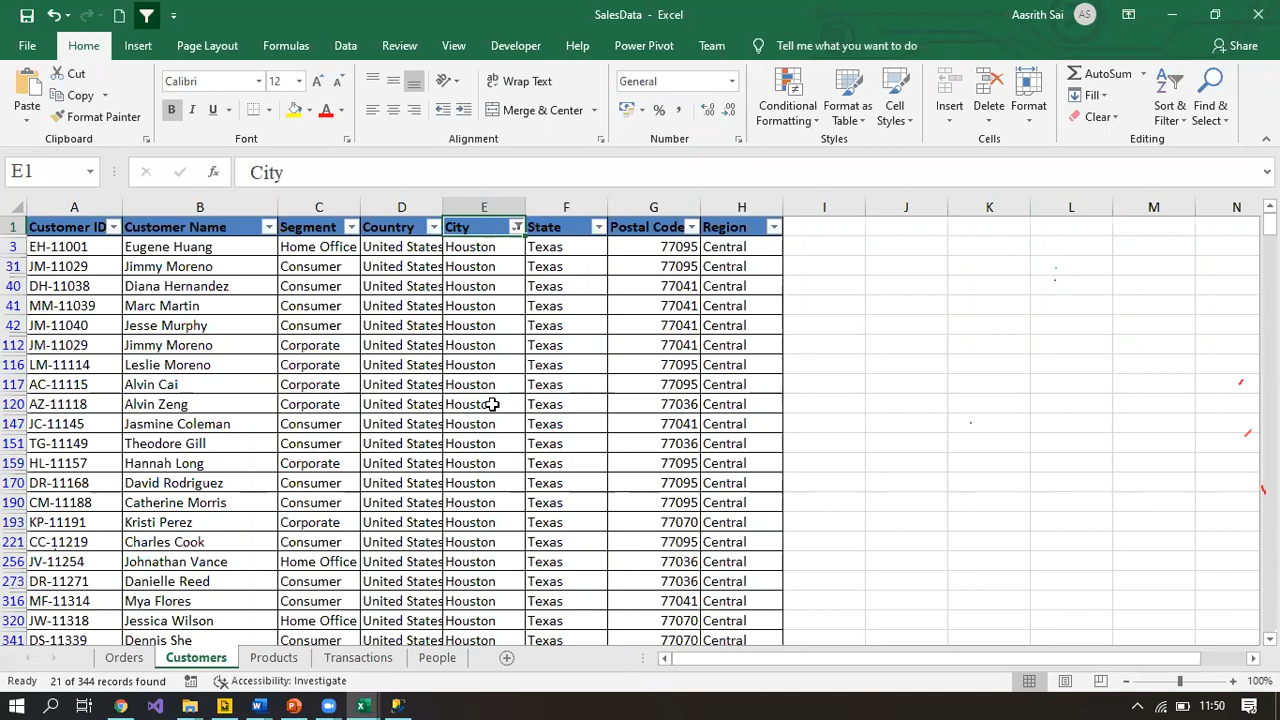 SalesData - Excel
Aasrith Sai AS
File Home Insert Page Layout Formulas Data Review View Developer Help Power Pivot Team Tell me what you want to do Share
Paste Cut Copy Format Painter Clipboard
Calibri 12 A A B I U A Font
ab Wrap Text Merge & Center Alignment
General % , Number
Conditional Formatting Format as Table Cell Styles Styles
Insert Delete Format Cells
AutoSum Fill Clear Sort & Filter Find & Select Editing
E1 fx City
A B C D E F G H I J K L M N
1 Customer ID Customer Name Segment Country City State Postal Code Region
3 EH-11001 Eugene Huang Home Office United States Houston Texas 77095 Central
31 JM-11029 Jimmy Moreno Consumer United States Houston Texas 77095 Central
40 DH-11038 Diana Hernandez Consumer United States Houston Texas 77041 Central
41 MM-11039 Marc Martin Consumer United States Houston Texas 77041 Central
42 JM-11040 Jesse Murphy Consumer United States Houston Texas 77041 Central
112 JM-11029 Jimmy Moreno Corporate United States Houston Texas 77041 Central
116 LM-11114 Leslie Moreno Corporate United States Houston Texas 77095 Central
117 AC-11115 Alvin Cai Corporate United States Houston Texas 77095 Central
120 AZ-11118 Alvin Zeng Corporate United States Houston Texas 77036 Central
147 JC-11145 Jasmine Coleman Consumer United States Houston Texas 77041 Central
151 TG-11149 Theodore Gill Consumer United States Houston Texas 77036 Central
159 HL-11157 Hannah Long Corporate United States Houston Texas 77095 Central
170 DR-11168 David Rodriguez Consumer United States Houston Texas 77095 Central
190 CM-11188 Catherine Morris Consumer United States Houston Texas 77095 Central
193 KP-11191 Kristi Perez Corporate United States Houston Texas 77070 Central
221 CC-11219 Charles Cook Consumer United States Houston Texas 77095 Central
256 JV-11254 Johnathan Vance Home Office United States Houston Texas 77036 Central
273 DR-11271 Danielle Reed Consumer United States Houston Texas 77036 Central
316 MF-11314 Mya Flores Consumer United States Houston Texas 77041 Central
320 JW-11318 Jessica Wilson Home Office United States Houston Texas 77070 Central
341 DS-11339 Dennis She Consumer United States Houston Texas 77070 Central
Orders Customers Products Transactions People
Ready 21 of 344 records found Accessibility: Investigate 100%
11:50